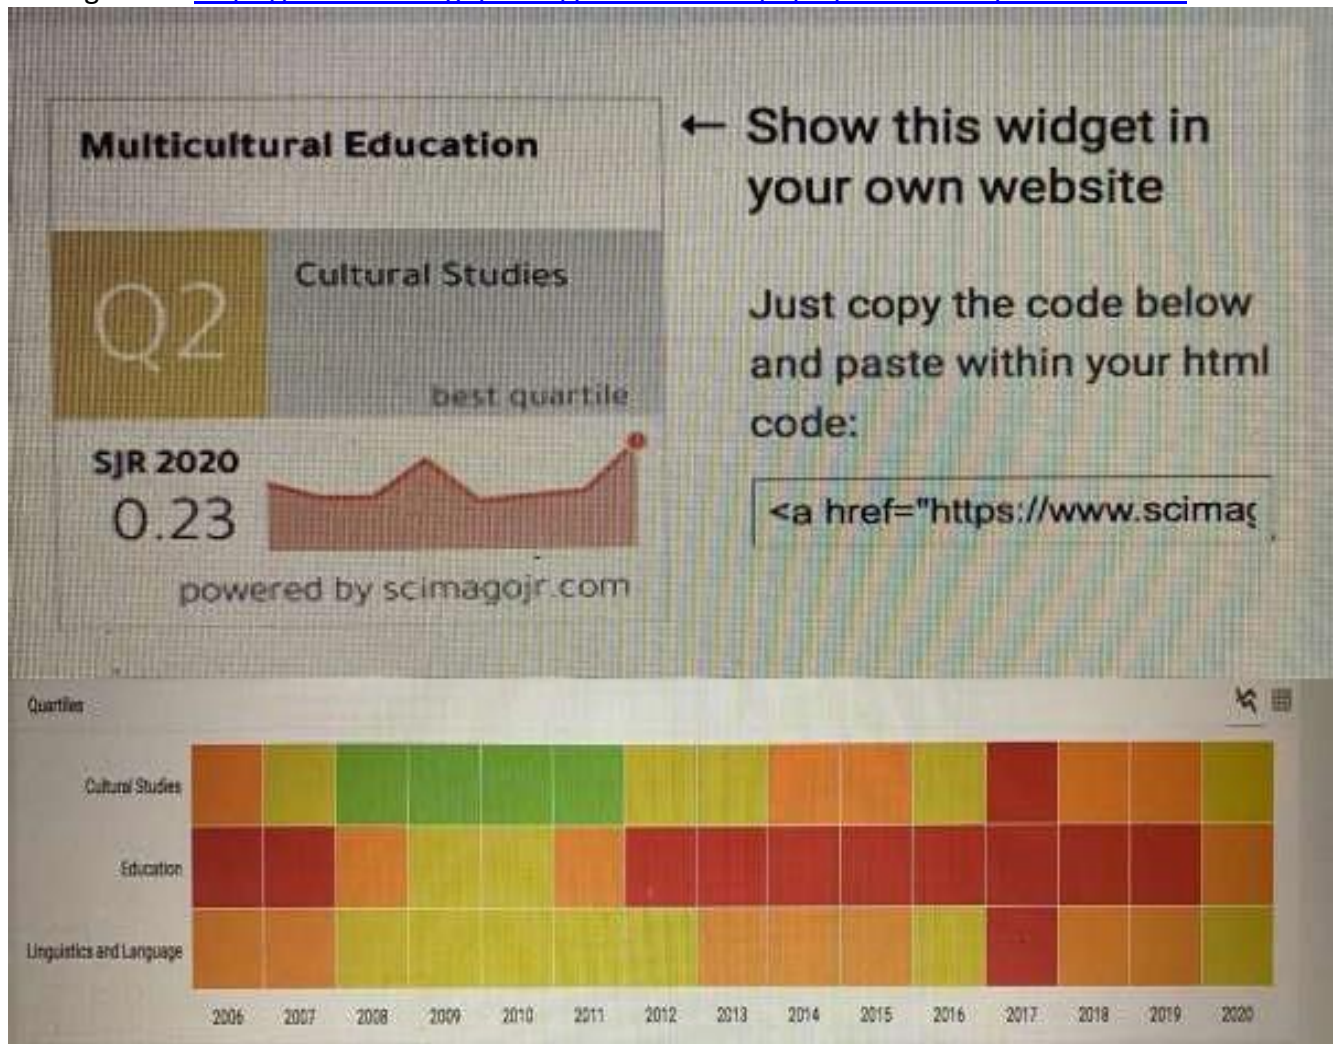 Multicultural Education
← Show this widget in
your own website
Q2
Cultural Studies
best quartile
Just copy the code below
and paste within your html
code:
SJR 2020
0.23
<a href="https://www.scimag
powered by scimagojr.com
Quartiles
Cultural Studies
Education
Linguistics and Language
2006 2007 2008 2009 2010 2011 2012 2013 2014 2015 2016 2017 2018 2019 2020